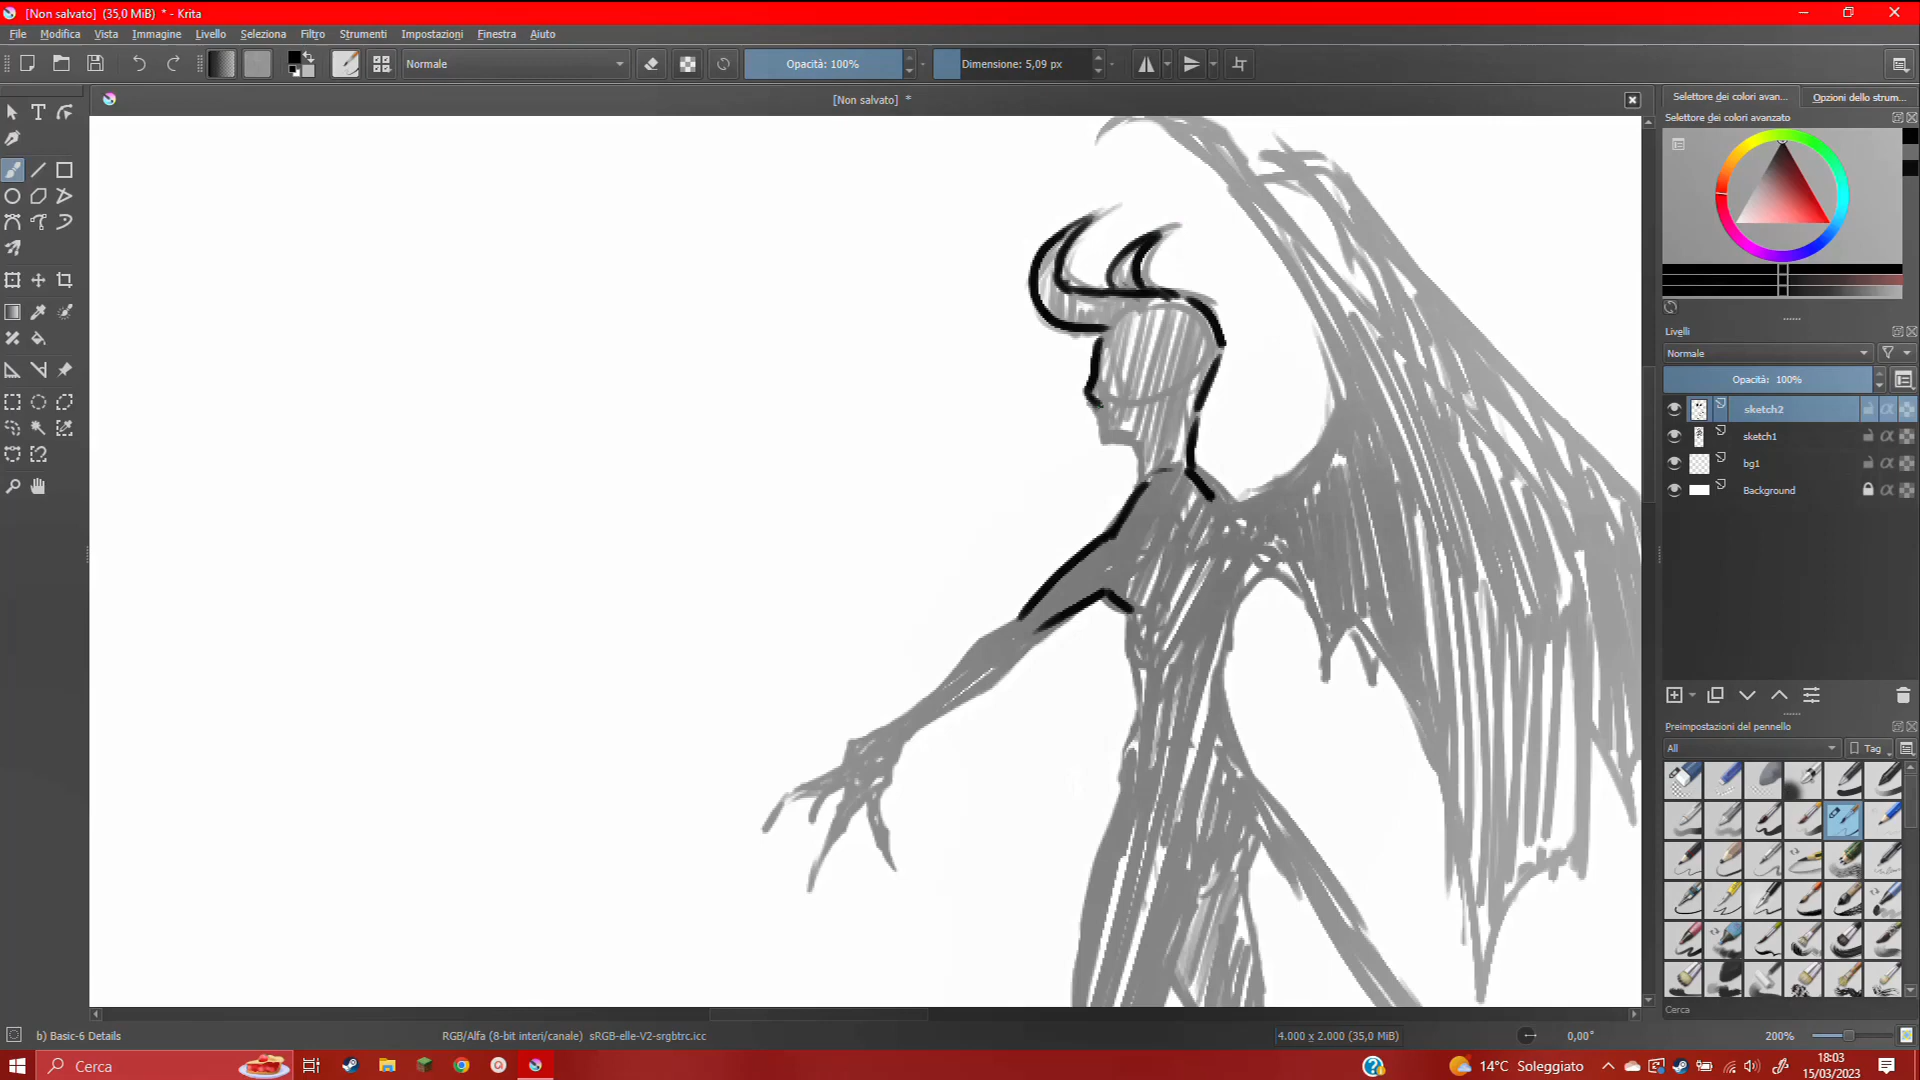 [Non salvato] (35,0 MiB) * - Krita
File Modifica Vista Immagine Livello Seleziona Filtro Strumenti Impostazioni Finestra Aiuto
Normale
Opacità: 100%
Dimensione: 5,09 px
[Non salvato] *
Selettore dei colori avan...
Opzioni dello strum...
Selettore dei colori avanzato
Livelli
Normale
Opacità: 100%
sketch2
sketch1
bg1
Background
Preimpostazioni del pennello
All
Tag
Cerca
b) Basic-6 Details
RGB/Alfa (8-bit interi/canale) sRGB-elle-V2-srgbtrc.icc
4.000 x 2.000 (35,0 MiB)
0,00°
200%
Cerca
14°C Soleggiato
18:03
15/03/2023